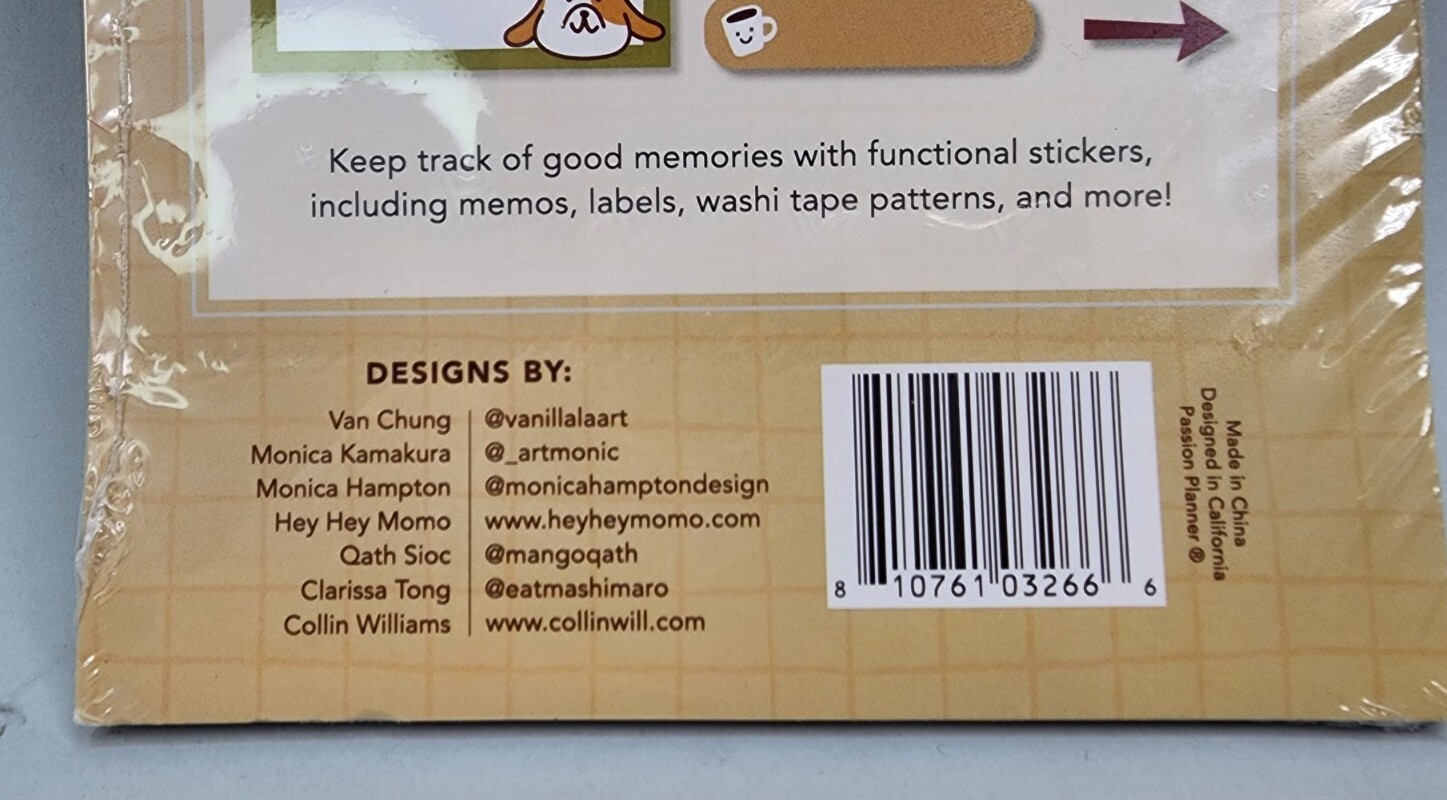 Keep track of good memories with functional stickers,
including memos, labels, washi tape patterns, and more!
DESIGNS BY:
Van Chung | @vanillalaart
Monica Kamakura | @_artmonic
Monica Hampton | @monicahamptondesign
Hey Hey Momo | www.heyheymomo.com
Qath Sioc | @mangoqath
Clarissa Tong | @eatmashimaro
Collin Williams | www.collinwill.com
8 10761 03266 6
Made in China
Designed in California
Passion Planner ®